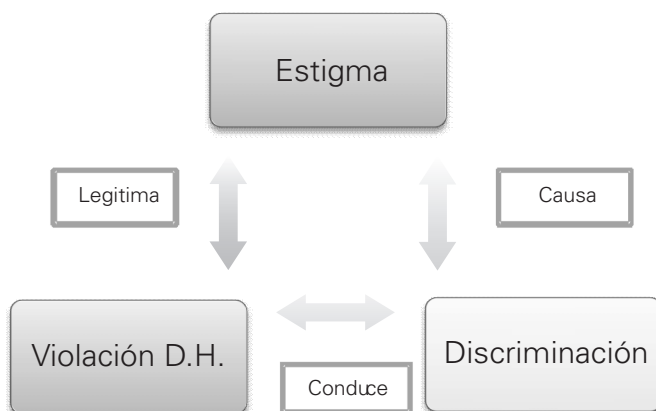 Estigma
Legitima
Causa
Violación D.H.
Discriminación
Conduce